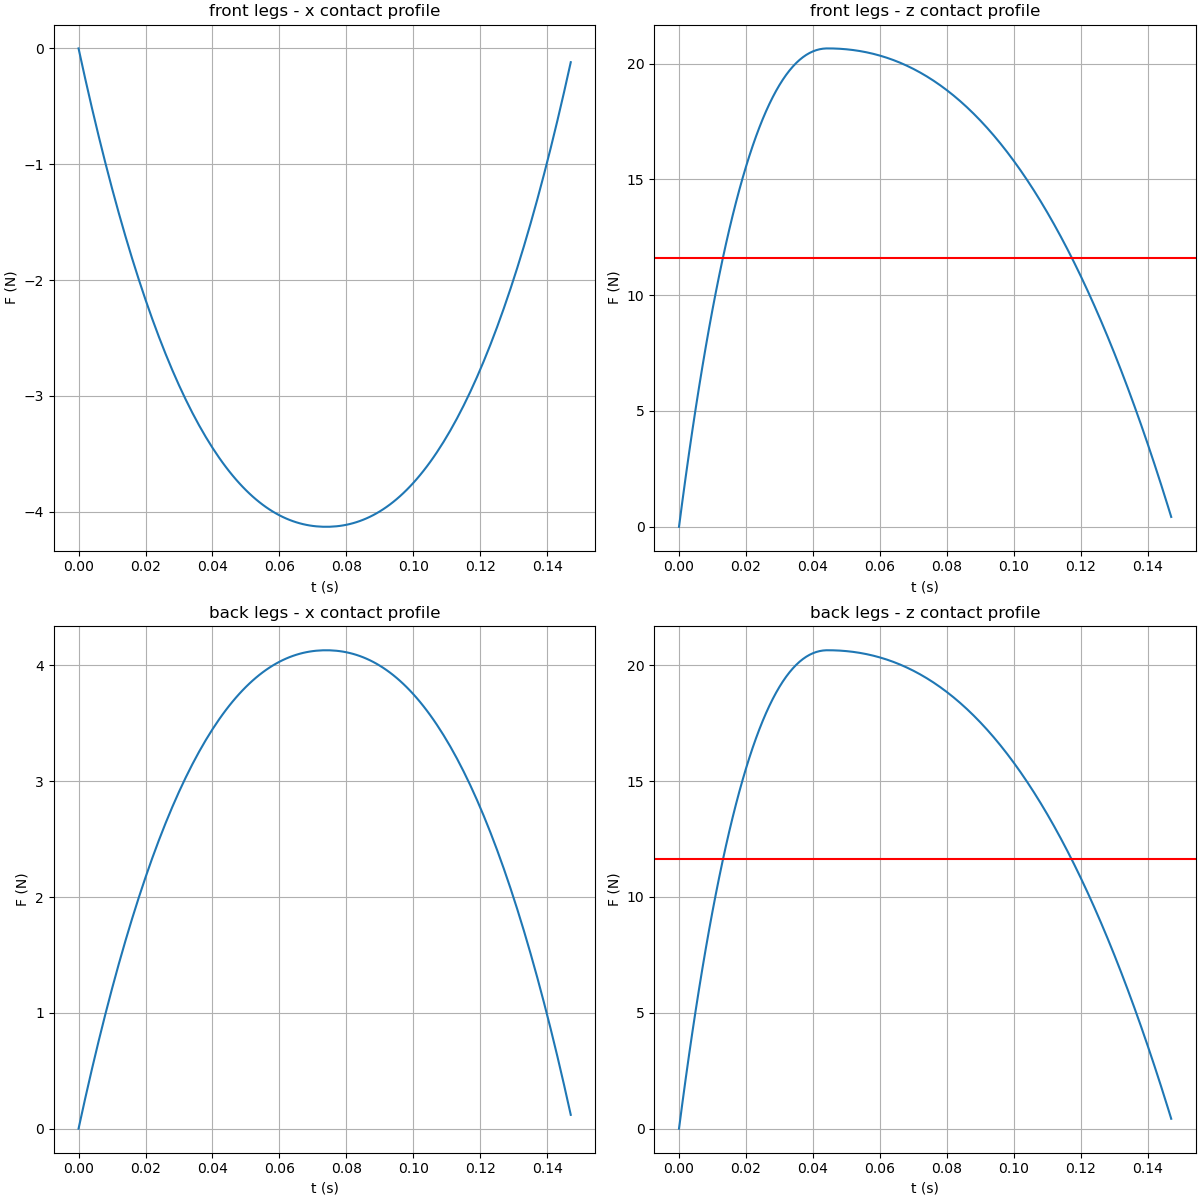 front legs - x contact profile
F (N)
0
−1
−2
−3
−4
0.00 0.02 0.04 0.06 0.08 0.10 0.12 0.14
t (s)
front legs - z contact profile
F (N)
20
15
10
5
0
0.00 0.02 0.04 0.06 0.08 0.10 0.12 0.14
t (s)
back legs - x contact profile
F (N)
4
3
2
1
0
0.00 0.02 0.04 0.06 0.08 0.10 0.12 0.14
t (s)
back legs - z contact profile
F (N)
20
15
10
5
0
0.00 0.02 0.04 0.06 0.08 0.10 0.12 0.14
t (s)